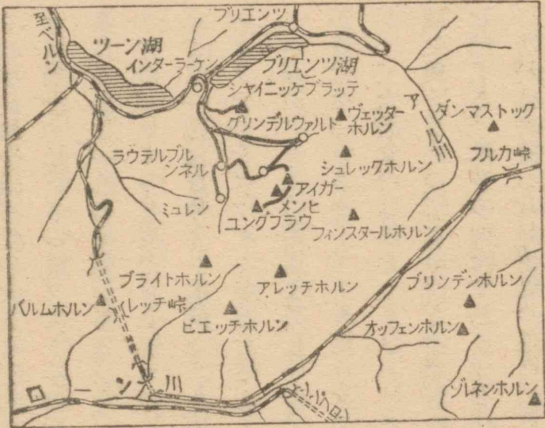 ブリエンツ
至ベルン
ツーン湖
インターラーケン
ブリエンツ湖
シャイニッケプラッテ
グリンデルワァルト
ヴェッターホルン
アール川
ダンマストック
フルカ峠
ラウテルブルンネル
シュレックホルン
アイガー
メンヒ
ミュレン
ユングフラウ
フィンスタールホルン
ブライトホルン
アレッチホルン
ブリンデンホルン
バルムホルン
レッチ峠
ビエッチホルン
オッフェンホルン
ローン川
ゾレネンホルン